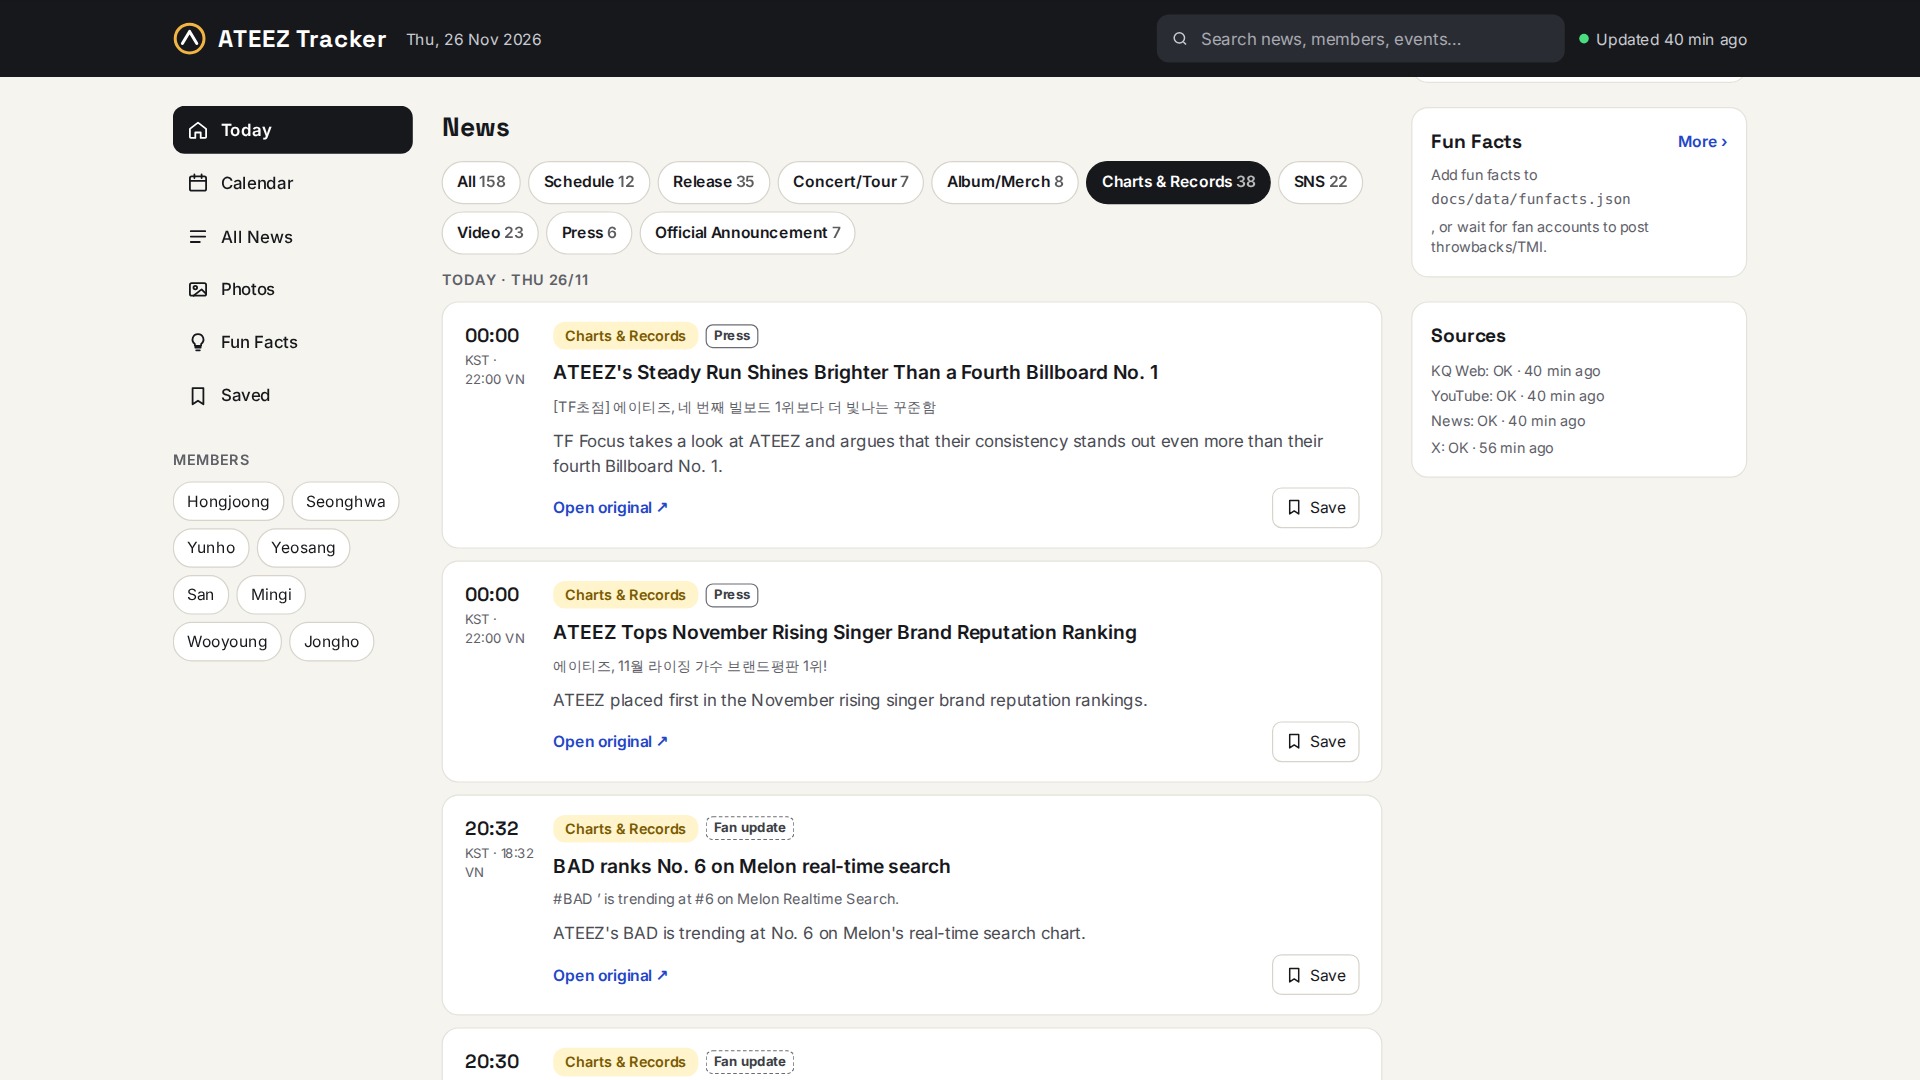 ATEEZ Tracker
Thu, 26 Nov 2026
Search news, members, events...
Updated 40 min ago
Today
Calendar
All News
Photos
Fun Facts
Saved
MEMBERS
Hongjoong
Seonghwa
Yunho
Yeosang
San
Mingi
Wooyoung
Jongho
News
All 158
Schedule 12
Release 35
Concert/Tour 7
Album/Merch 8
Charts & Records 38
SNS 22
Video 23
Press 6
Official Announcement 7
TODAY · THU 26/11
00:00
KST ·
22:00 VN
Charts & Records
Press
ATEEZ's Steady Run Shines Brighter Than a Fourth Billboard No. 1
[TF초점] 에이티즈, 네 번째 빌보드 1위보다 더 빛나는 꾸준함
TF Focus takes a look at ATEEZ and argues that their consistency stands out even more than their
fourth Billboard No. 1.
Open original ↗
Save
00:00
KST ·
22:00 VN
Charts & Records
Press
ATEEZ Tops November Rising Singer Brand Reputation Ranking
에이티즈, 11월 라이징 가수 브랜드평판 1위!
ATEEZ placed first in the November rising singer brand reputation rankings.
Open original ↗
Save
20:32
KST · 18:32
VN
Charts & Records
Fan update
BAD ranks No. 6 on Melon real-time search
#BAD ʼ is trending at #6 on Melon Realtime Search.
ATEEZ's BAD is trending at No. 6 on Melon's real-time search chart.
Open original ↗
Save
20:30
Charts & Records
Fan update
Fun Facts
More ›
Add fun facts to
docs/data/funfacts.json
, or wait for fan accounts to post
throwbacks/TMI.
Sources
KQ Web: OK · 40 min ago
YouTube: OK · 40 min ago
News: OK · 40 min ago
X: OK · 56 min ago